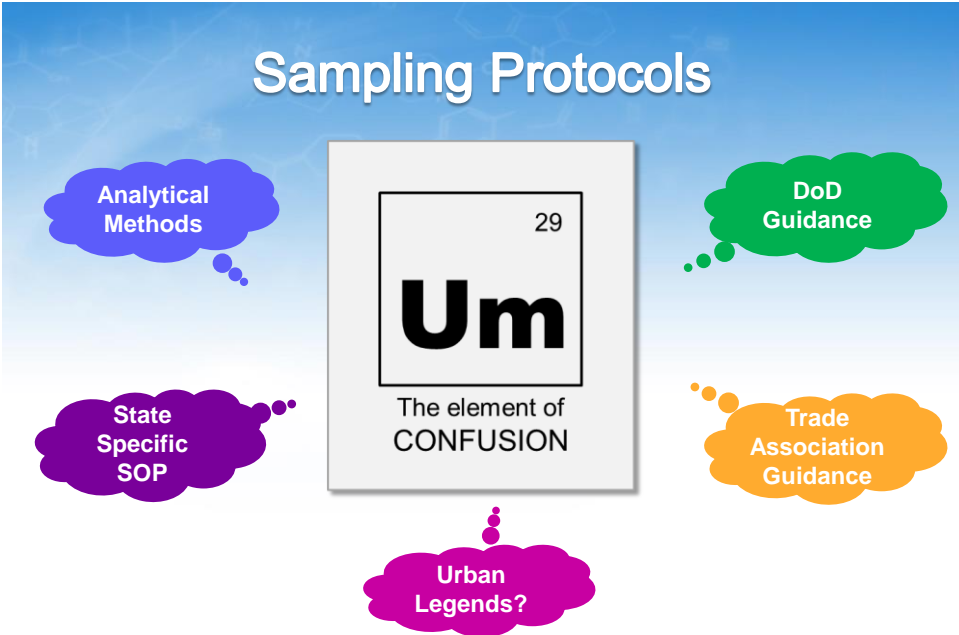 Sampling Protocols
Analytical
Methods
DoD
Guidance
29
Um
The element of
CONFUSION
State
Specific
SOP
Trade
Association
Guidance
Urban
Legends?